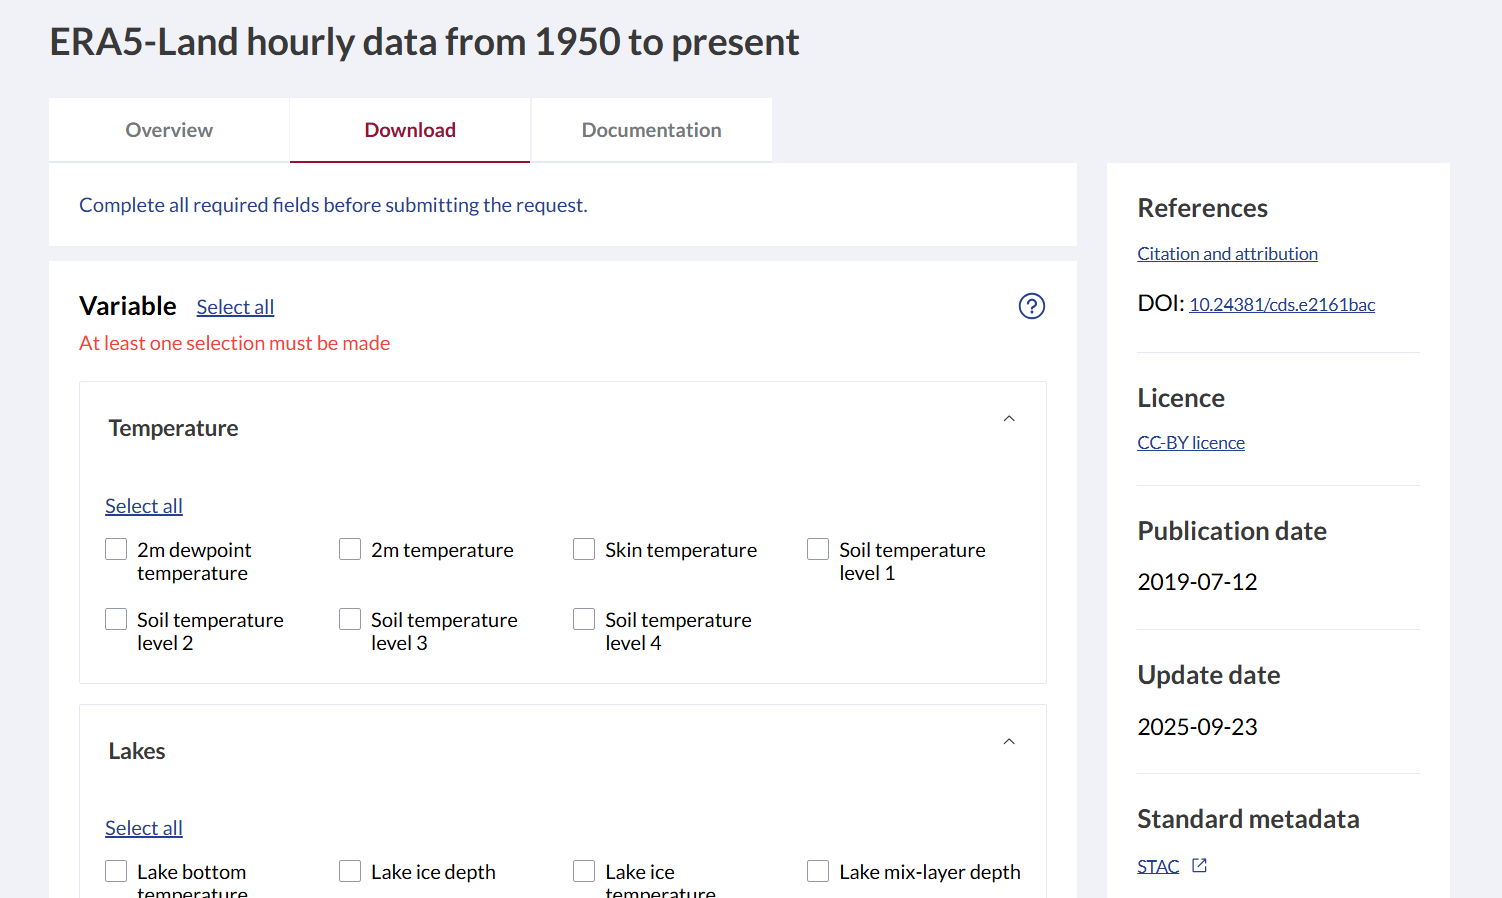 ERA5-Land hourly data from 1950 to present
Overview
Download
Documentation
Complete all required fields before submitting the request.
Variable Select all
At least one selection must be made
Temperature
Select all
2m dewpoint
temperature
2m temperature
Skin temperature
Soil temperature
level 1
Soil temperature
level 2
Soil temperature
level 3
Soil temperature
level 4
Lakes
Select all
Lake bottom
temperature
Lake ice depth
Lake ice
temperature
Lake mix-layer depth
References
Citation and attribution
DOI: 10.24381/cds.e2161bac
Licence
CC-BY licence
Publication date
2019-07-12
Update date
2025-09-23
Standard metadata
STAC